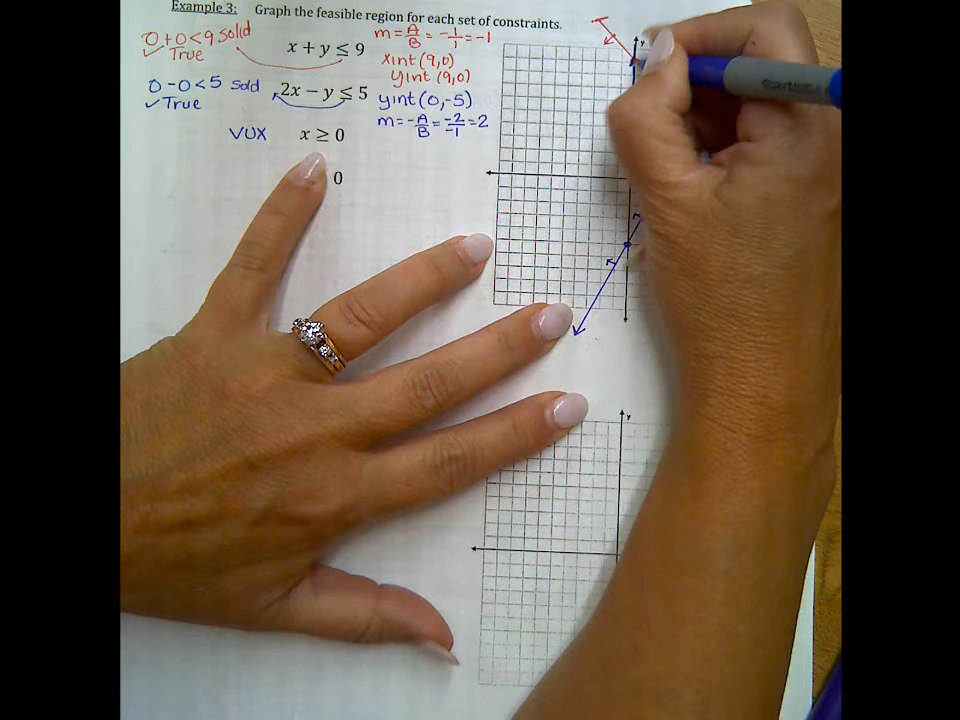 Example 3: Graph the feasible region for each set of constraints.
0+0<9 Solid
✓ True
x + y ≤ 9
m = A/B = -1/1 = -1
xint (9,0)
yint (9,0)
0-0<5 Solid
✓ True
2x − y ≤ 5
yint (0,-5)
m = -A/B = -2/-1 = 2
VUX
x ≥ 0
0
y
y